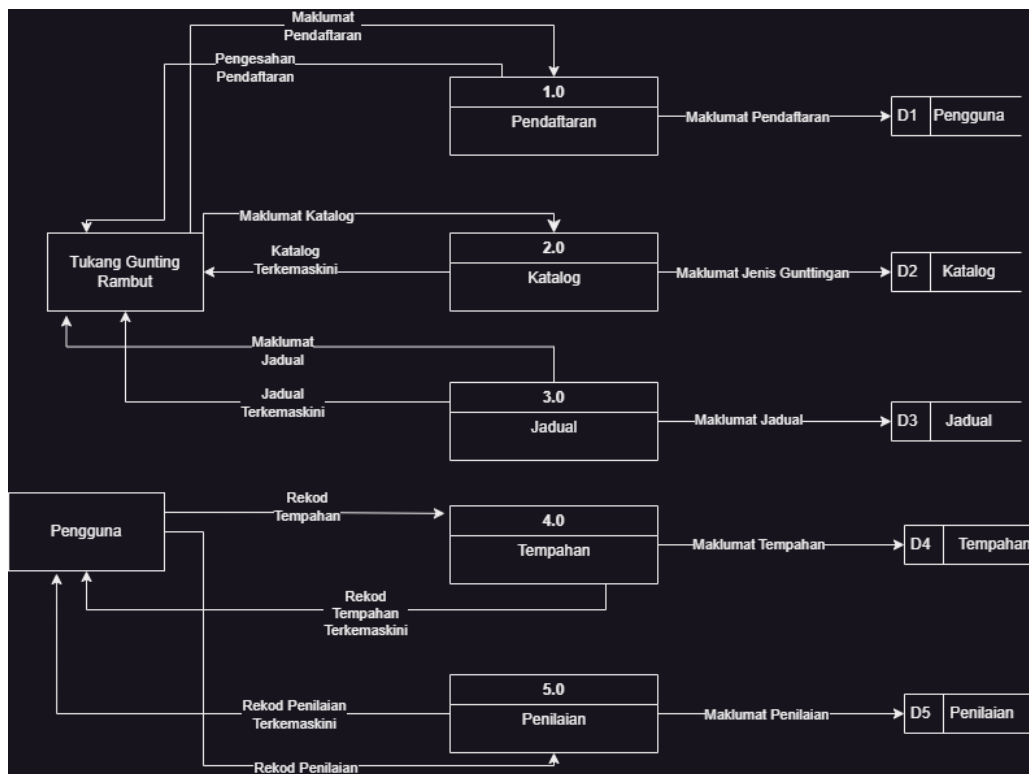 Maklumat
Pendaftaran
Pengesahan
Pendaftaran
1.0
Pendaftaran
Maklumat Pendaftaran
D1
Pengguna
Maklumat Katalog
Tukang Gunting
Rambut
Katalog
Terkemaskini
2.0
Katalog
Maklumat Jenis Gunttingan
D2
Katalog
Maklumat
Jadual
Jadual
Terkemaskini
3.0
Jadual
Maklumat Jadual
D3
Jadual
Pengguna
Rekod
Tempahan
4.0
Tempahan
Maklumat Tempahan
D4
Tempahan
Rekod
Tempahan
Terkemaskini
Rekod Penilaian
Terkemaskini
5.0
Penilaian
Maklumat Penilaian
D5
Penilaian
Rekod Penilaian